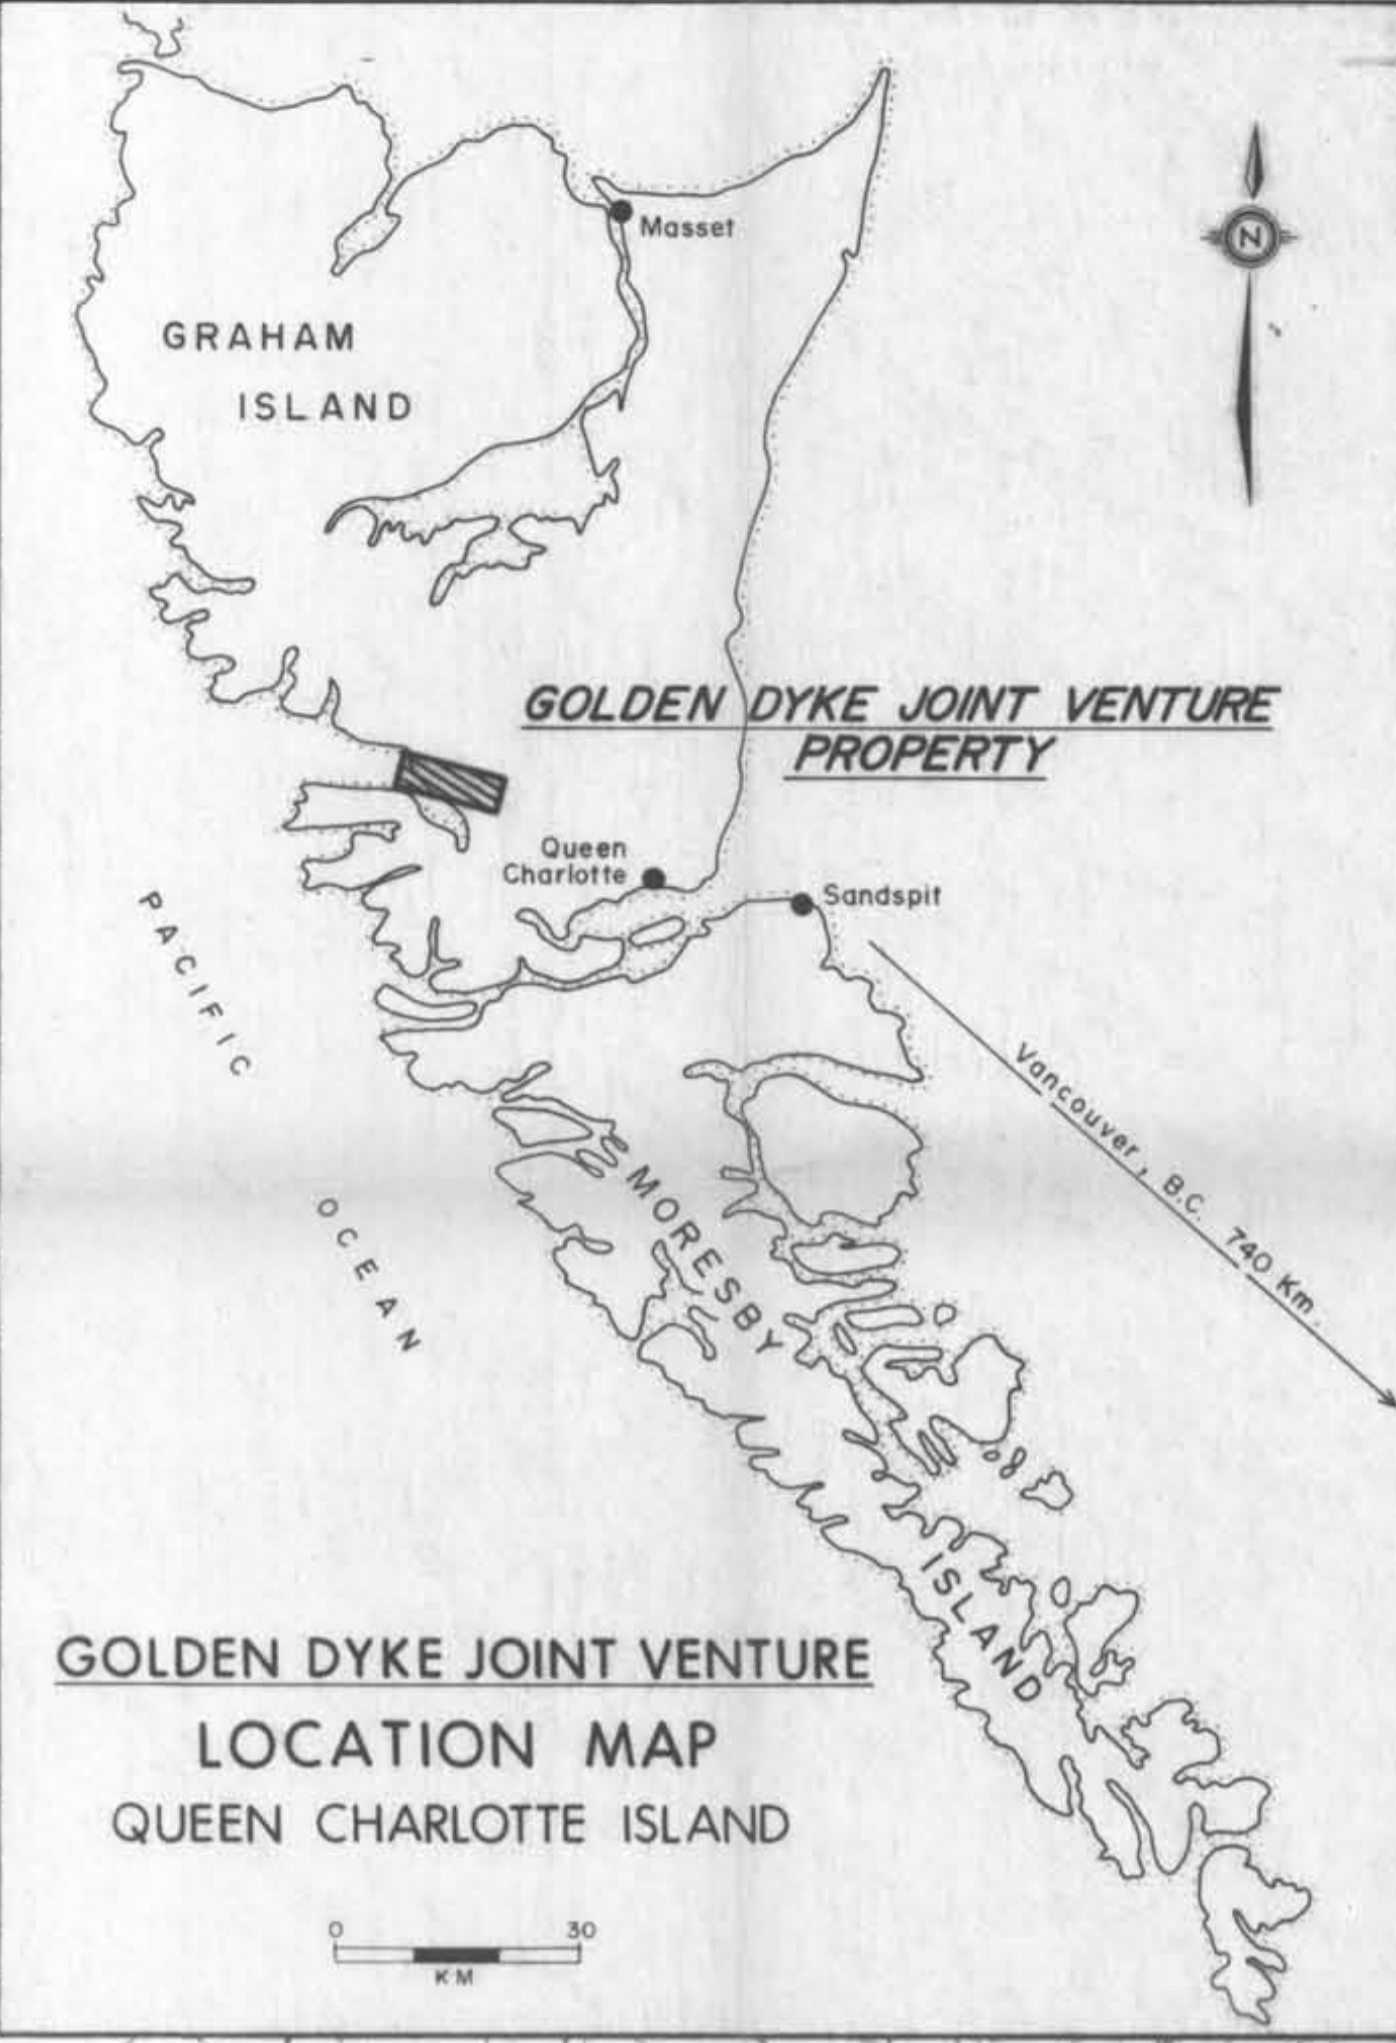 Masset
N
GRAHAM
ISLAND
GOLDEN DYKE JOINT VENTURE
PROPERTY
Queen
Charlotte
Sandspit
PACIFIC
OCEAN
Vancouver, B.C. 740 Km.
MORESBY
ISLAND
GOLDEN DYKE JOINT VENTURE
LOCATION MAP
QUEEN CHARLOTTE ISLAND
0 30
KM